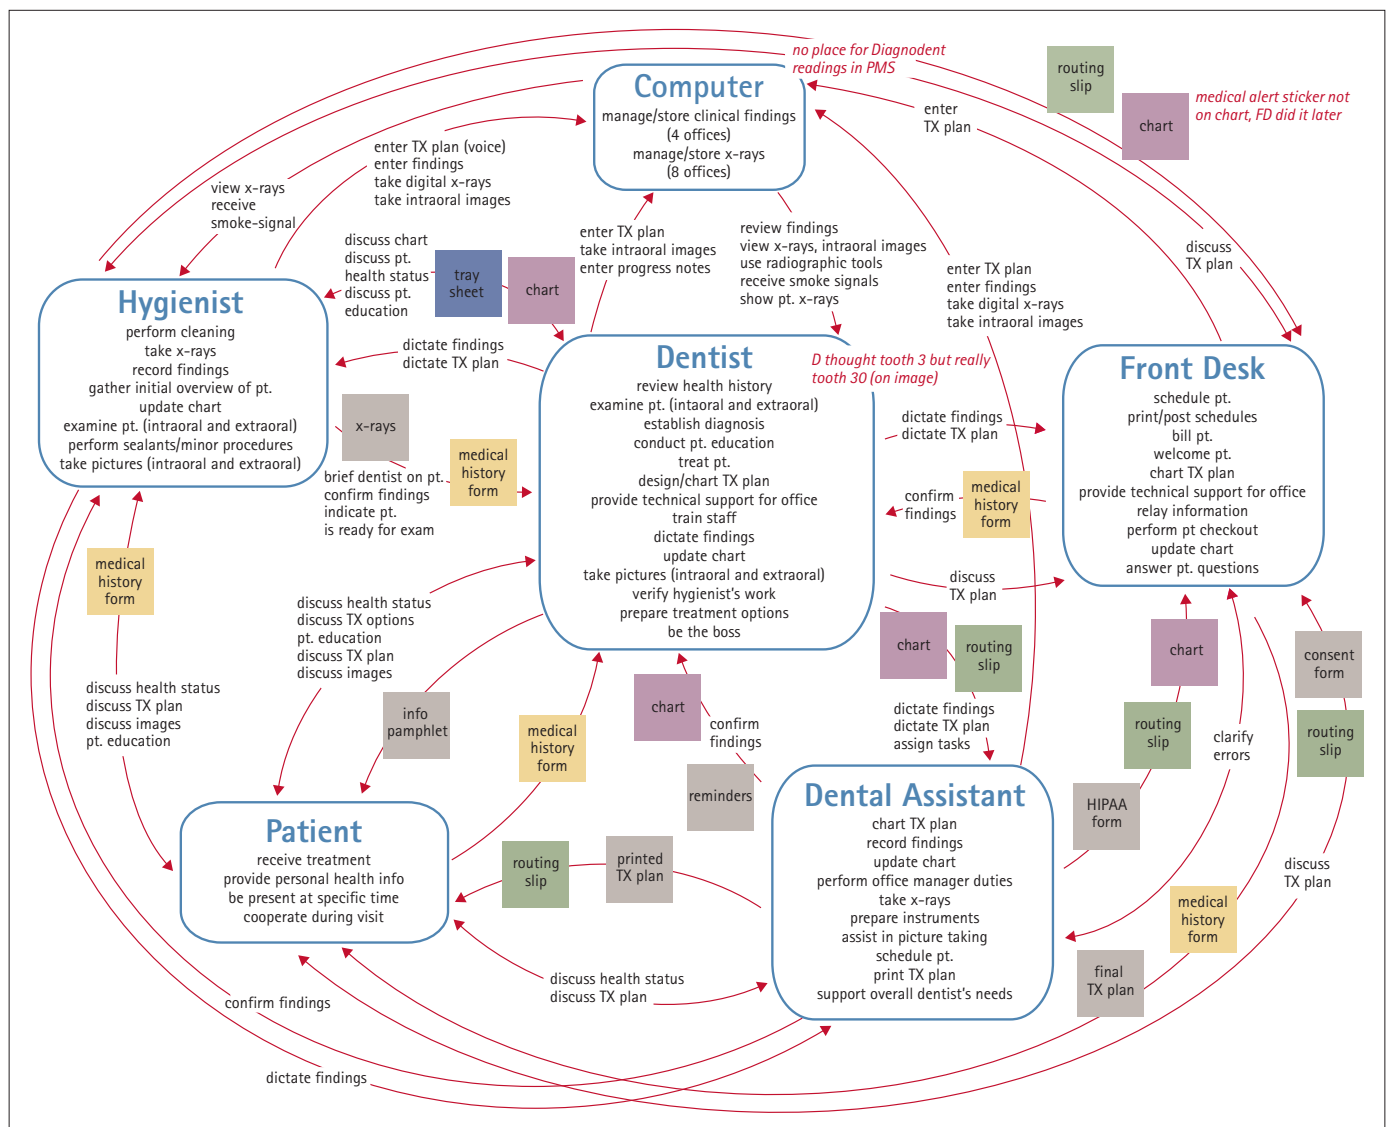 no place for Diagnodent
readings in PMS
routing
slip
chart
medical alert sticker not
on chart, FD did it later
Computer
manage/store clinical findings
(4 offices)
manage/store x-rays
(8 offices)
enter
TX plan
enter TX plan (voice)
enter findings
take digital x-rays
take intraoral images
view x-rays
receive
smoke-signal
discuss chart
discuss pt.
health status
discuss pt.
education
tray
sheet
chart
enter TX plan
take intraoral images
enter progress notes
review findings
view x-rays, intraoral images
use radiographic tools
receive smoke signals
show pt. x-rays
enter TX plan
enter findings
take digital x-rays
take intraoral images
discuss
TX plan
Hygienist
perform cleaning
take x-rays
record findings
gather initial overview of pt.
update chart
examine pt. (intraoral and extraoral)
perform sealants/minor procedures
take pictures (intraoral and extraoral)
dictate findings
dictate TX plan
Dentist
review health history
examine pt. (intaoral and extraoral)
establish diagnosis
conduct pt. education
treat pt.
design/chart TX plan
provide technical support for office
train staff
dictate findings
update chart
take pictures (intraoral and extraoral)
verify hygienist's work
prepare treatment options
be the boss
D thought tooth 3 but really
tooth 30 (on image)
Front Desk
schedule pt.
print/post schedules
bill pt.
welcome pt.
chart TX plan
provide technical support for office
relay information
perform pt checkout
update chart
answer pt. questions
x-rays
medical
history
form
brief dentist on pt.
confirm findings
indicate pt.
is ready for exam
dictate findings
dictate TX plan
confirm
findings
medical
history
form
discuss
TX plan
medical
history
form
discuss health status
discuss TX options
pt. education
discuss TX plan
discuss images
chart
routing
slip
chart
consent
form
discuss health status
discuss TX plan
discuss images
pt. education
info
pamphlet
medical
history
form
chart
confirm
findings
dictate findings
dictate TX plan
assign tasks
routing
slip
clarify
errors
routing
slip
reminders
HIPAA
form
Patient
receive treatment
provide personal health info
be present at specific time
cooperate during visit
routing
slip
printed
TX plan
Dental Assistant
chart TX plan
record findings
update chart
perform office manager duties
take x-rays
prepare instruments
assist in picture taking
schedule pt.
print TX plan
support overall dentist's needs
discuss
TX plan
medical
history
form
final
TX plan
discuss health status
discuss TX plan
confirm findings
dictate findings